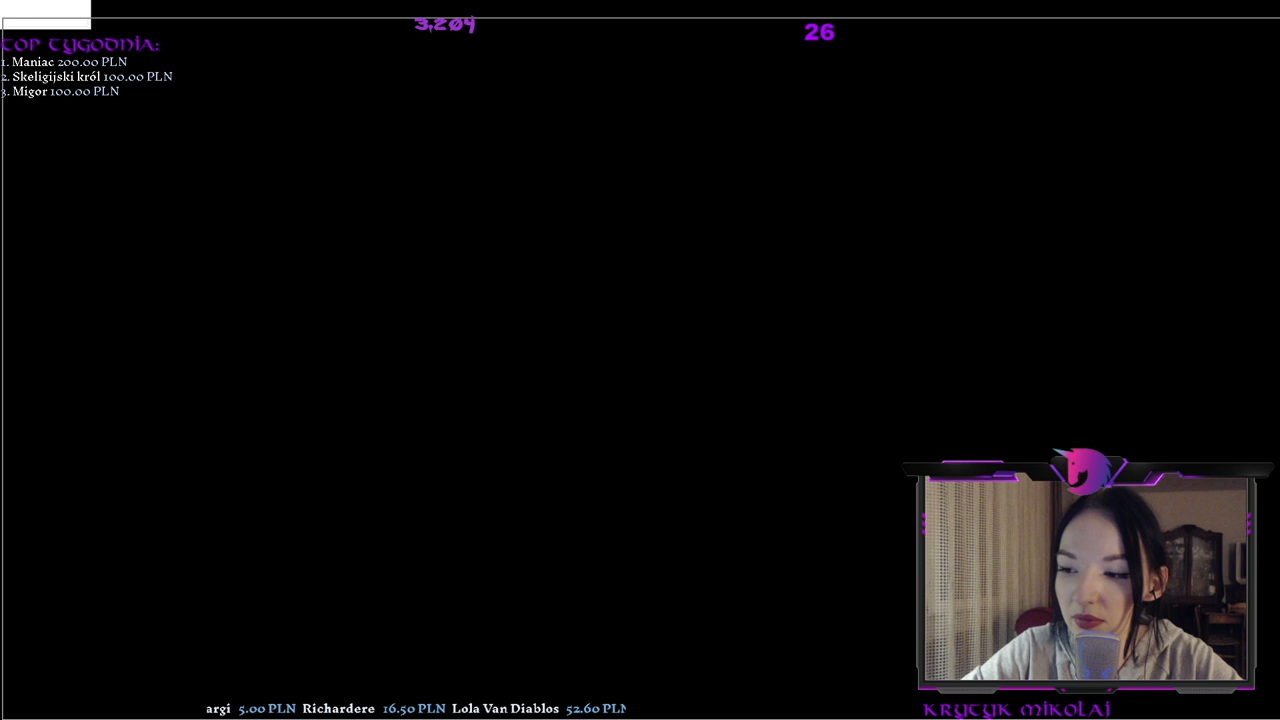 3,204
26
TOP TYGODNIA:
1. Maniac 200.00 PLN
2. Skeligijski król 100.00 PLN
3. Migor 100.00 PLN
argi 5.00 PLN Richardere 16.50 PLN Lola Van Diablos 52.60 PLN
KRYTYK MIKOLAJ